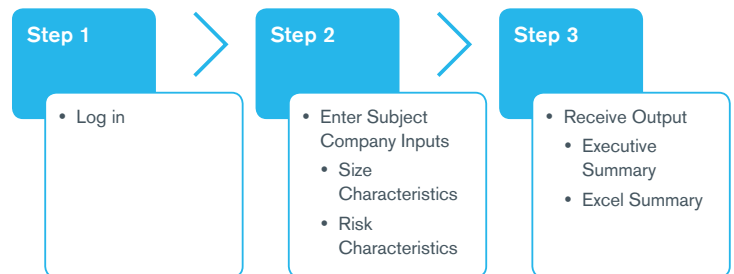 Step 1
• Log in
Step 2
• Enter Subject
Company Inputs
• Size
Characteristics
• Risk
Characteristics
Step 3
• Receive Output
• Executive
Summary
• Excel Summary